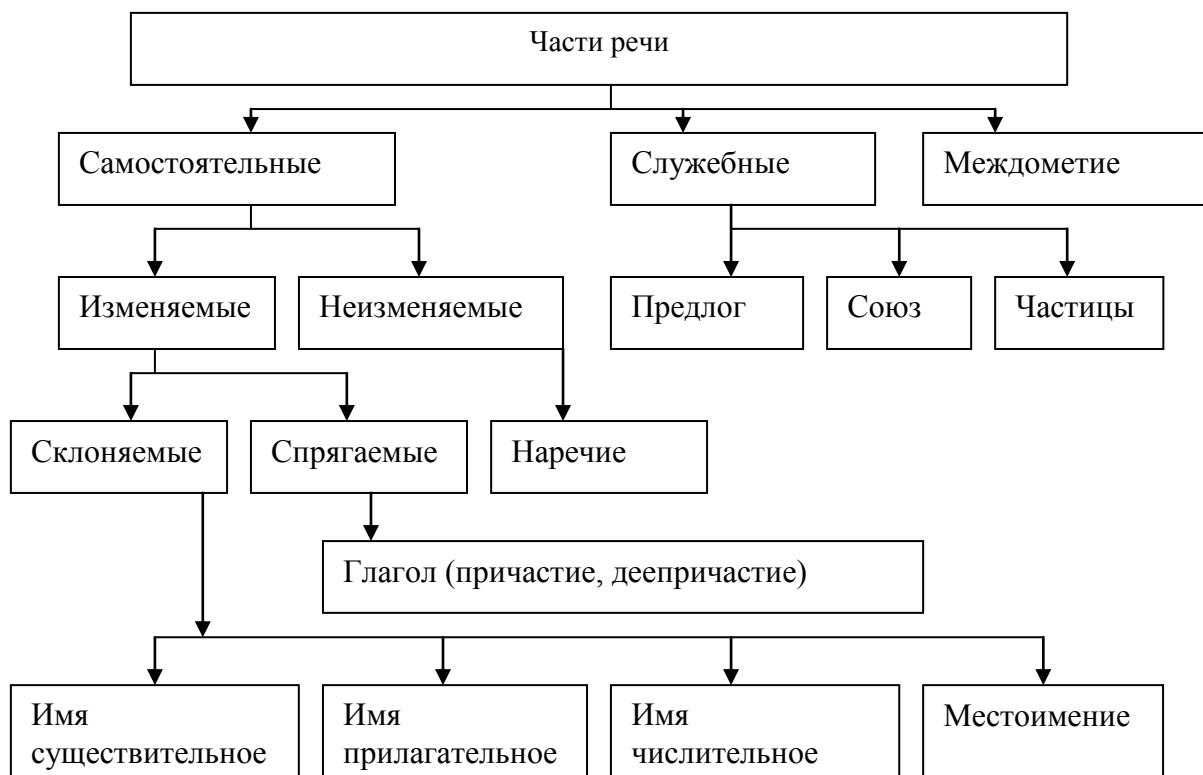 Части речи
Самостоятельные
Служебные
Междометие
Изменяемые
Неизменяемые
Предлог
Союз
Частицы
Склоняемые
Спрягаемые
Наречие
Глагол (причастие, деепричастие)
Имя
существительное
Имя
прилагательное
Имя
числительное
Местоимение